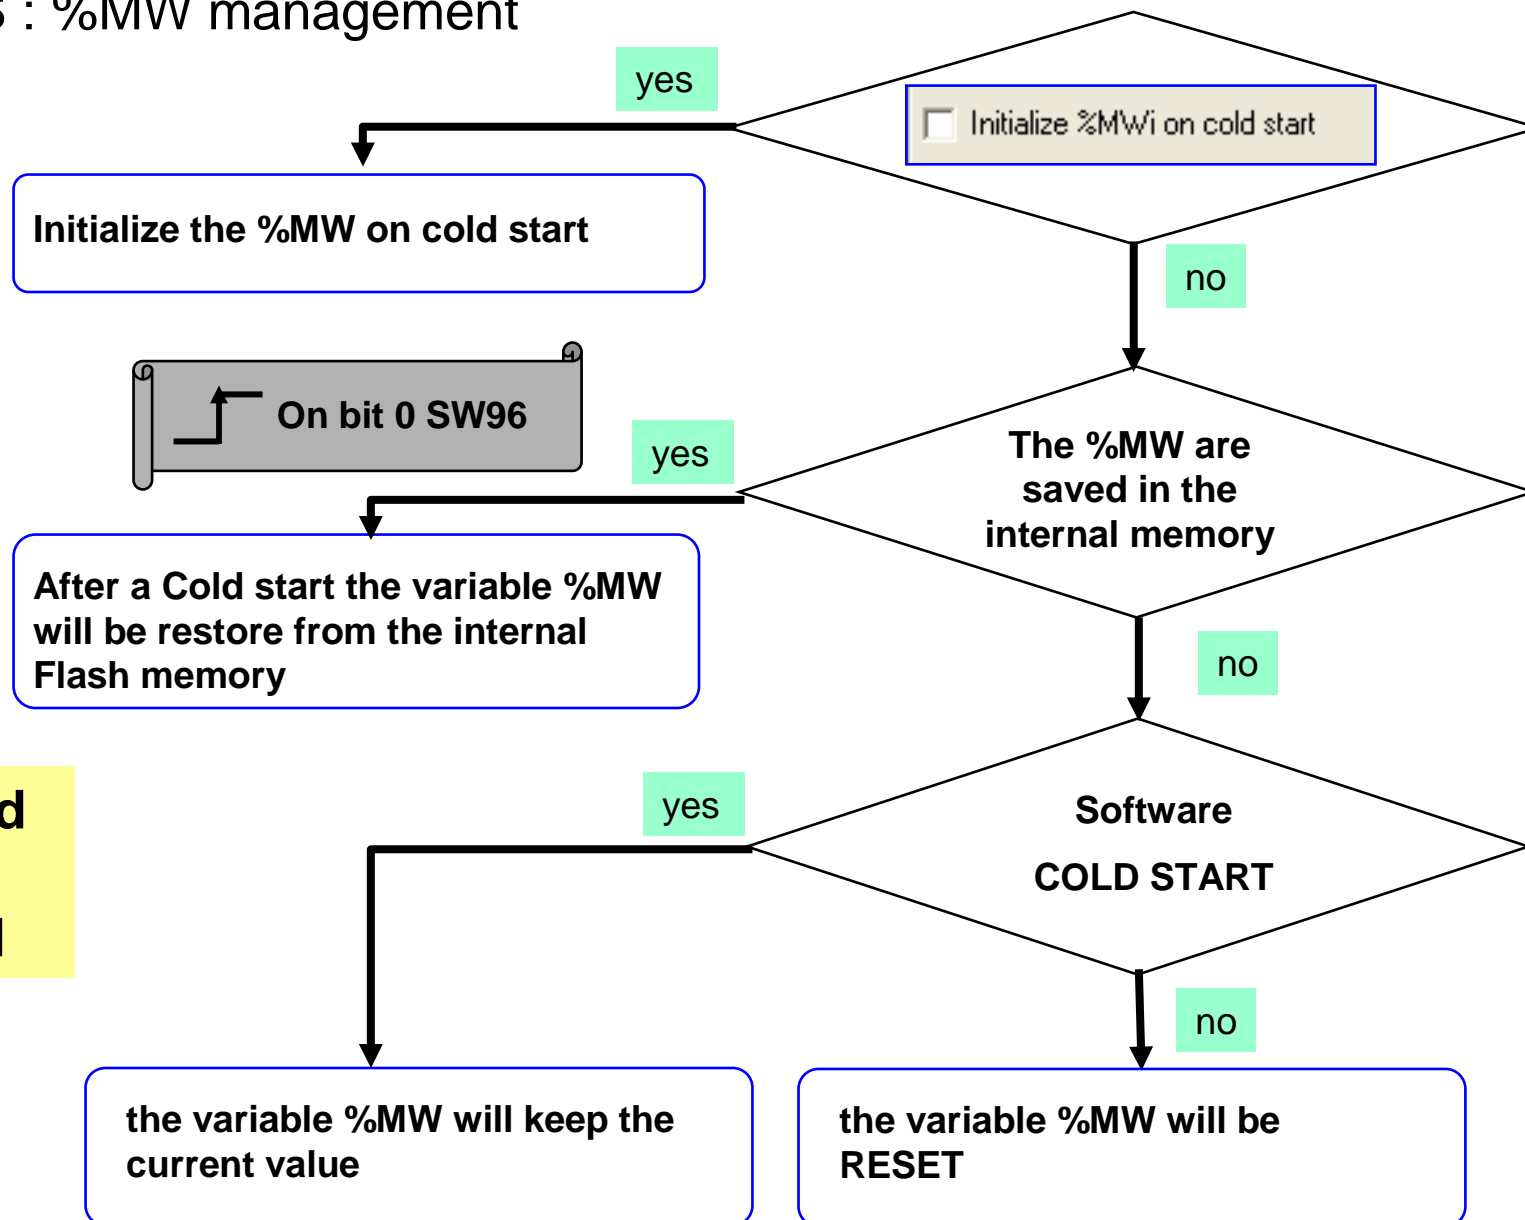 : %MW management
yes
Initialize %MWi on cold start
Initialize the %MW on cold start
no
On bit 0 SW96
yes
The %MW are
saved in the
internal memory
After a Cold start the variable %MW
will be restore from the internal
Flash memory
no
d
yes
Software
COLD START
no
the variable %MW will keep the
current value
the variable %MW will be
RESET